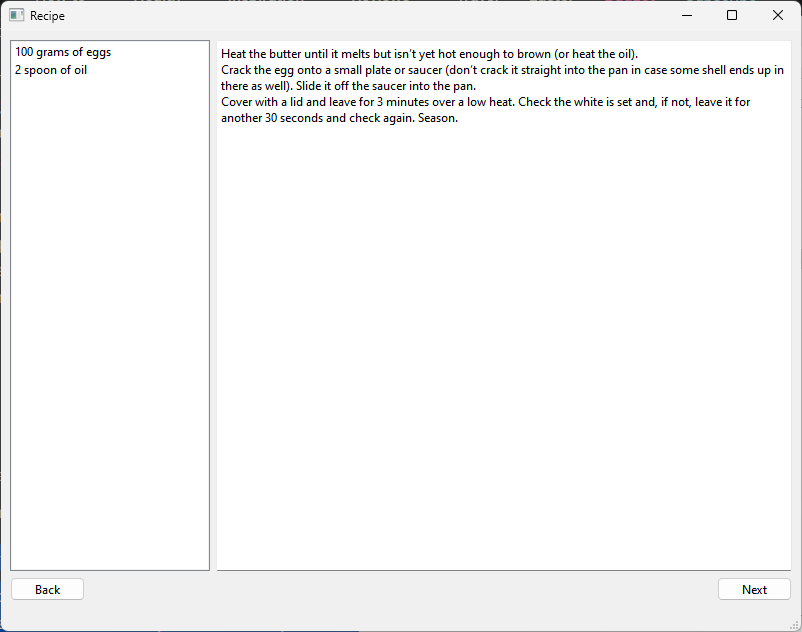 Recipe
100 grams of eggs
2 spoon of oil
Heat the butter until it melts but isn't yet hot enough to brown (or heat the oil).
Crack the egg onto a small plate or saucer (don't crack it straight into the pan in case some shell ends up in
there as well). Slide it off the saucer into the pan.
Cover with a lid and leave for 3 minutes over a low heat. Check the white is set and, if not, leave it for
another 30 seconds and check again. Season.
Back
Next